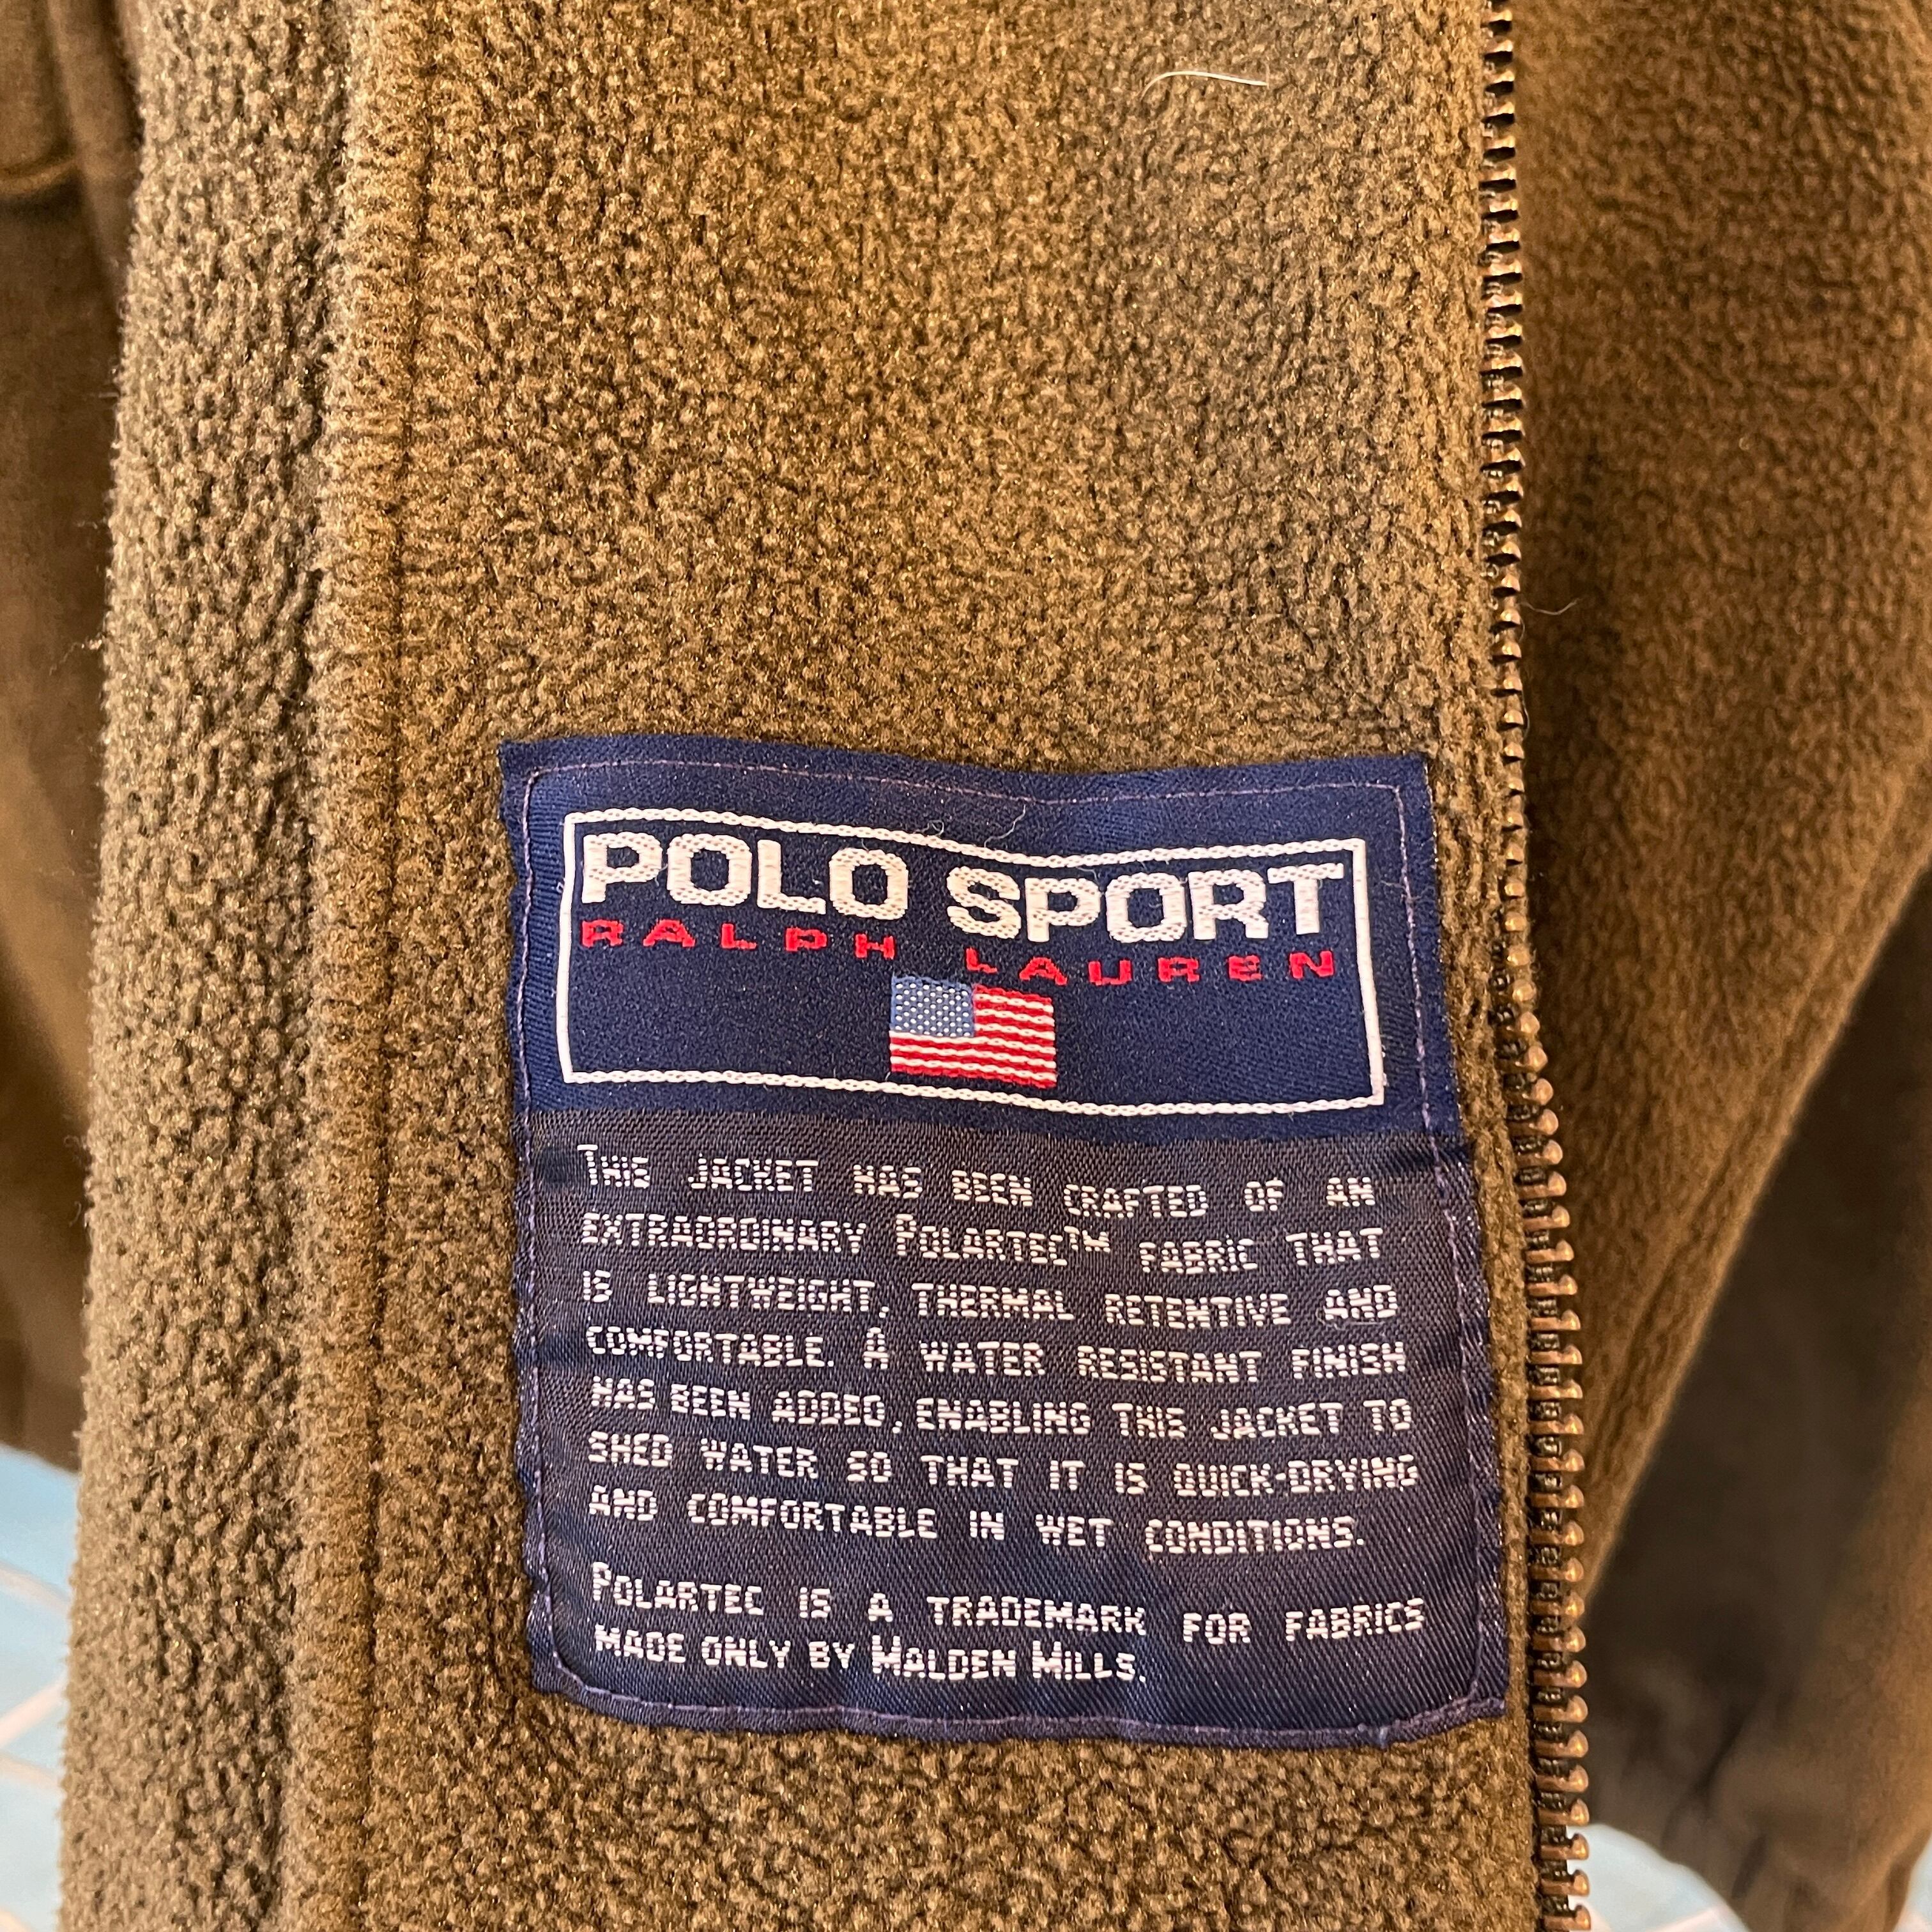 POLO SPORT
RALPH LAUREN
THIS JACKET HAS BEEN CRAFTED OF AN
EXTRAORDINARY POLARTEC™ FABRIC THAT
IS LIGHTWEIGHT, THERMAL RETENTIVE AND
COMFORTABLE. A WATER RESISTANT FINISH
HAS BEEN ADDED, ENABLING THIS JACKET TO
SHED WATER SO THAT IT IS QUICK-DRYING
AND COMFORTABLE IN WET CONDITIONS.
POLARTEC IS A TRADEMARK FOR FABRICS
MADE ONLY BY MALDEN MILLS.